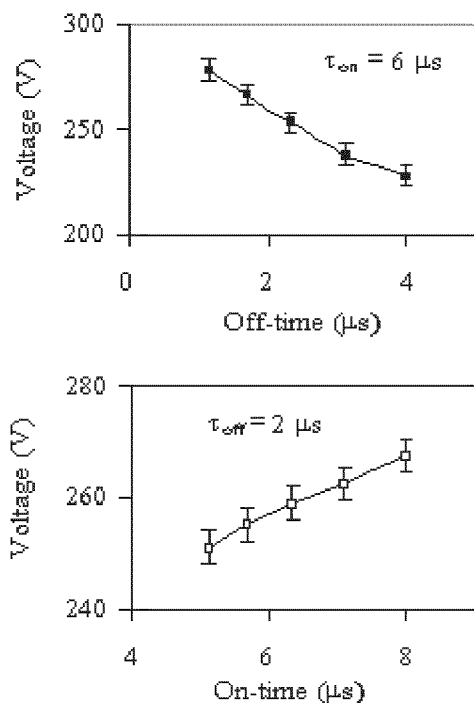 300
τon = 6 μs
250
200
Voltage (V)
0 2 4
Off-time (μs)
280
τoff = 2 μs
260
240
Voltage (V)
4 6 8
On-time (μs)